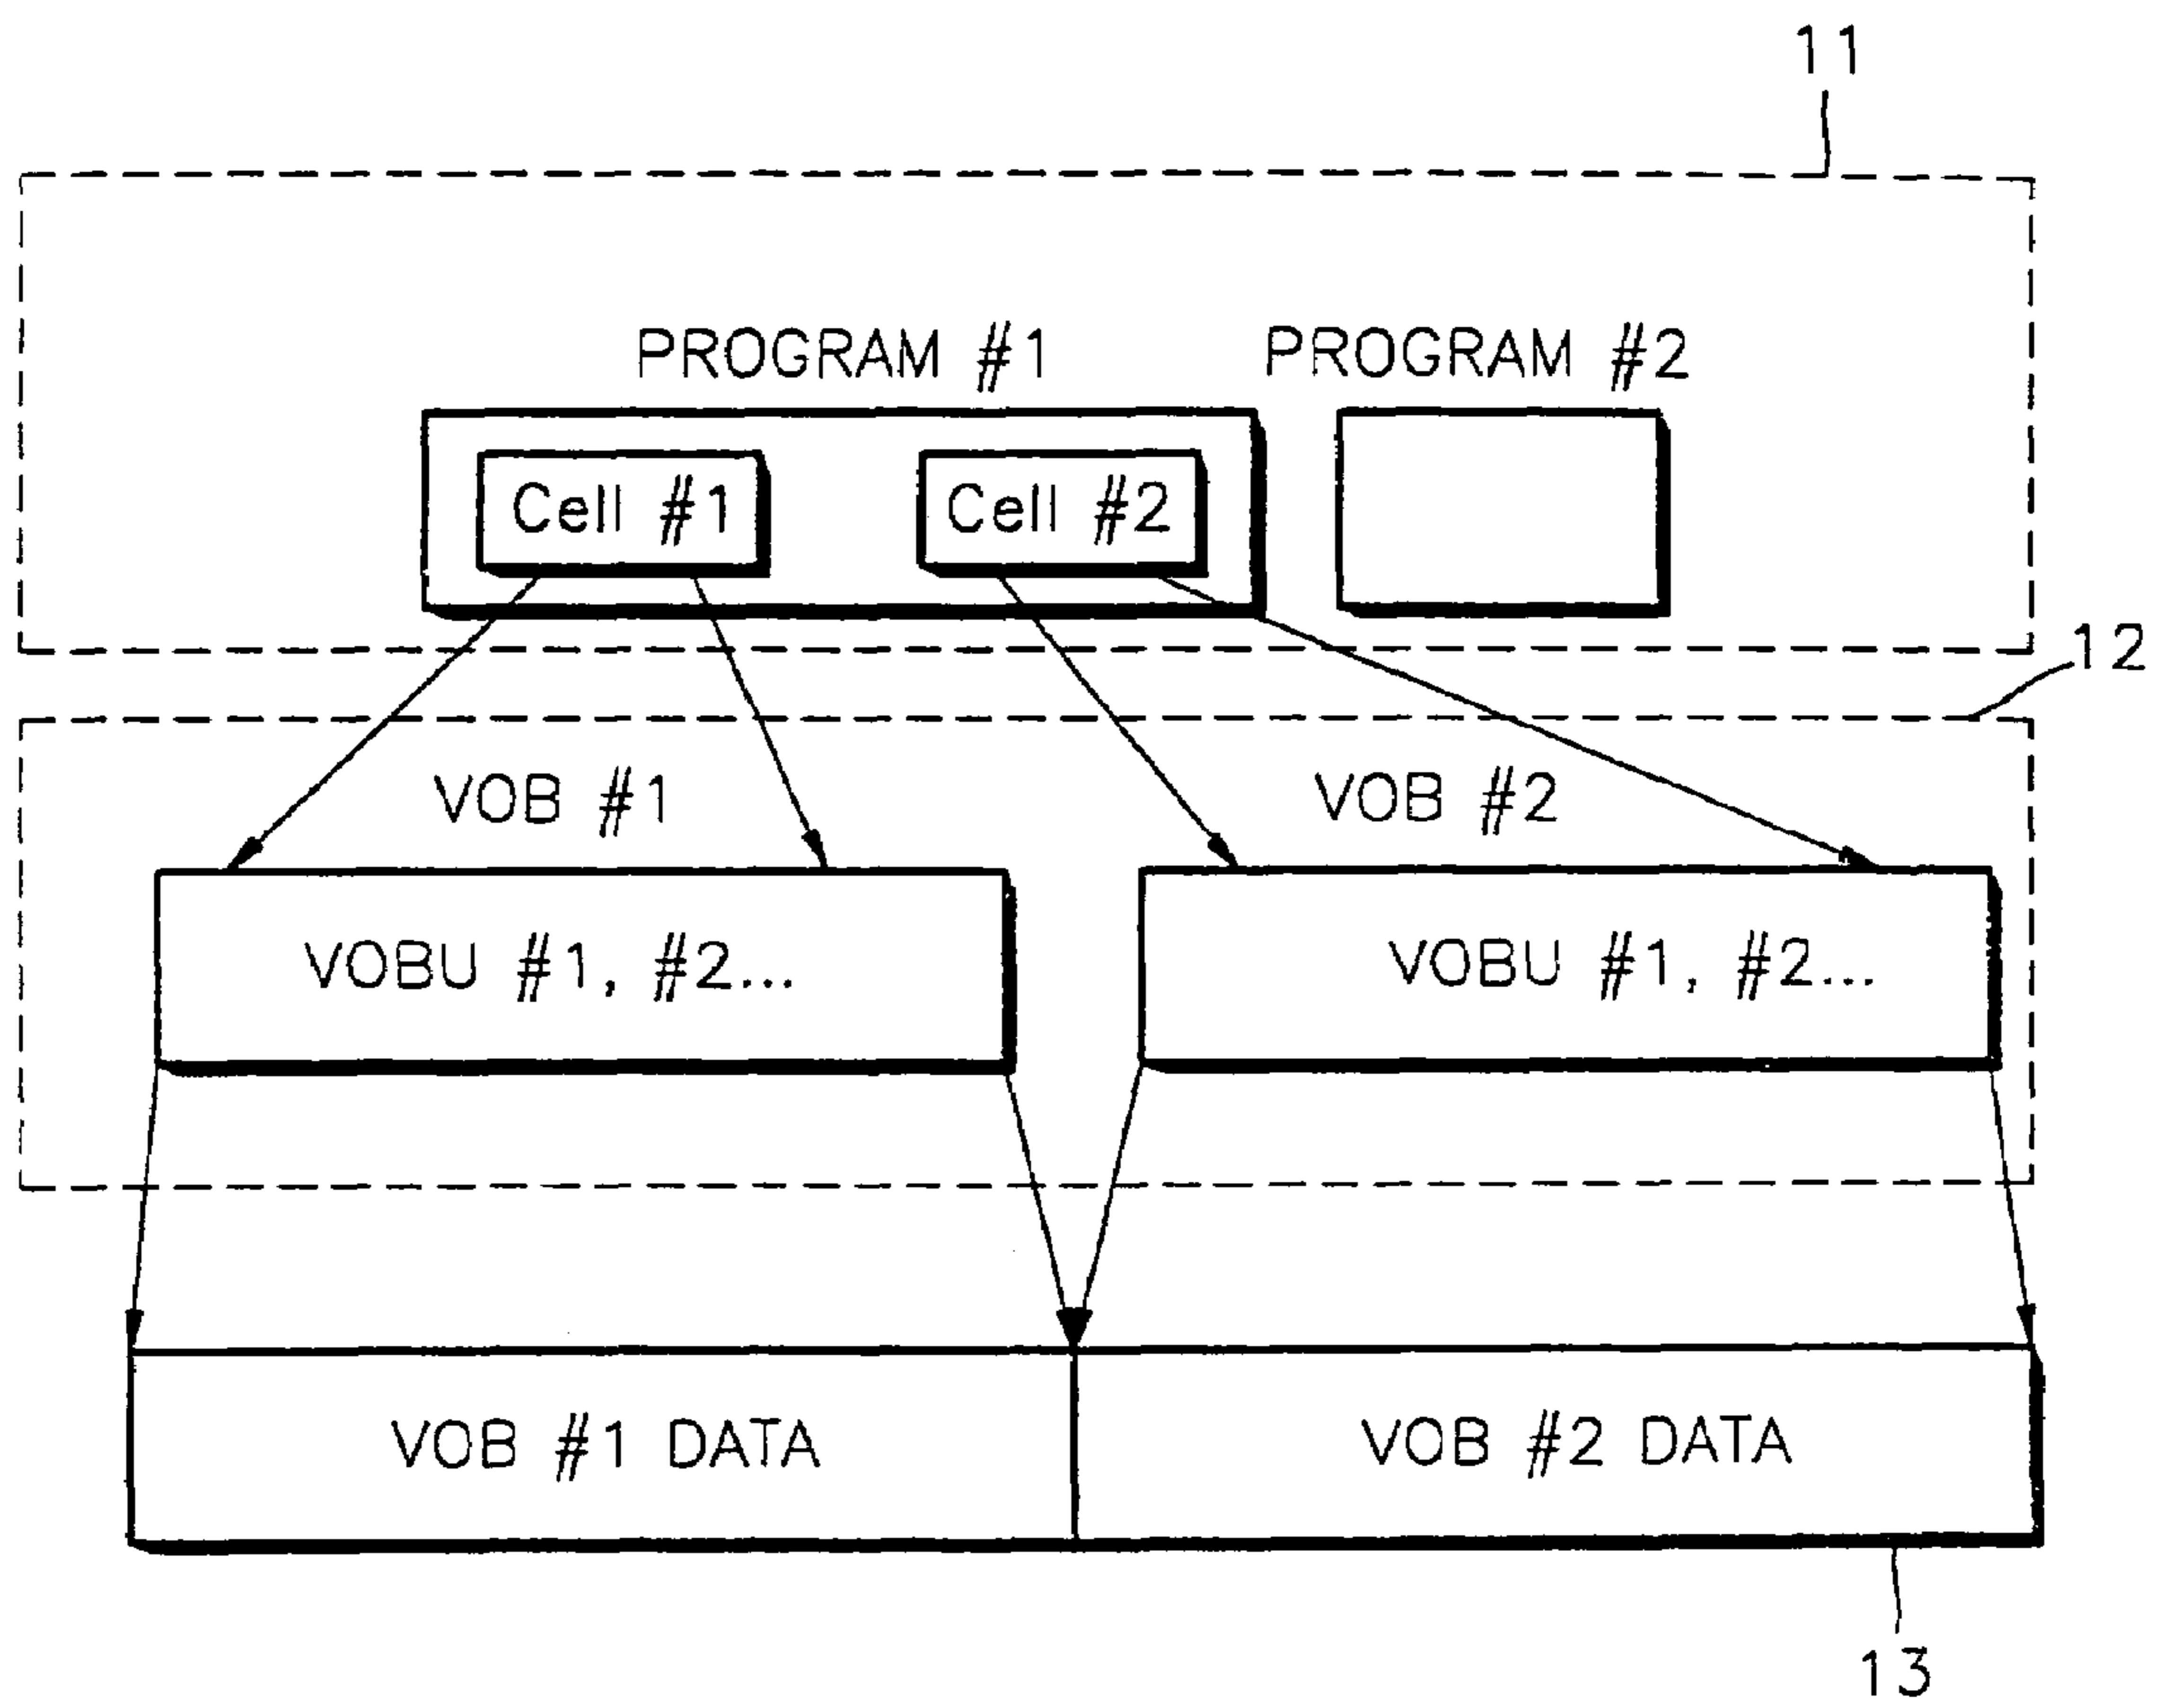 11
PROGRAM #1 PROGRAM #2
Cell #1 Cell #2
12
VOB #1 VOB #2
VOBU #1, #2... VOBU #1, #2...
VOB #1 DATA VOB #2 DATA
13